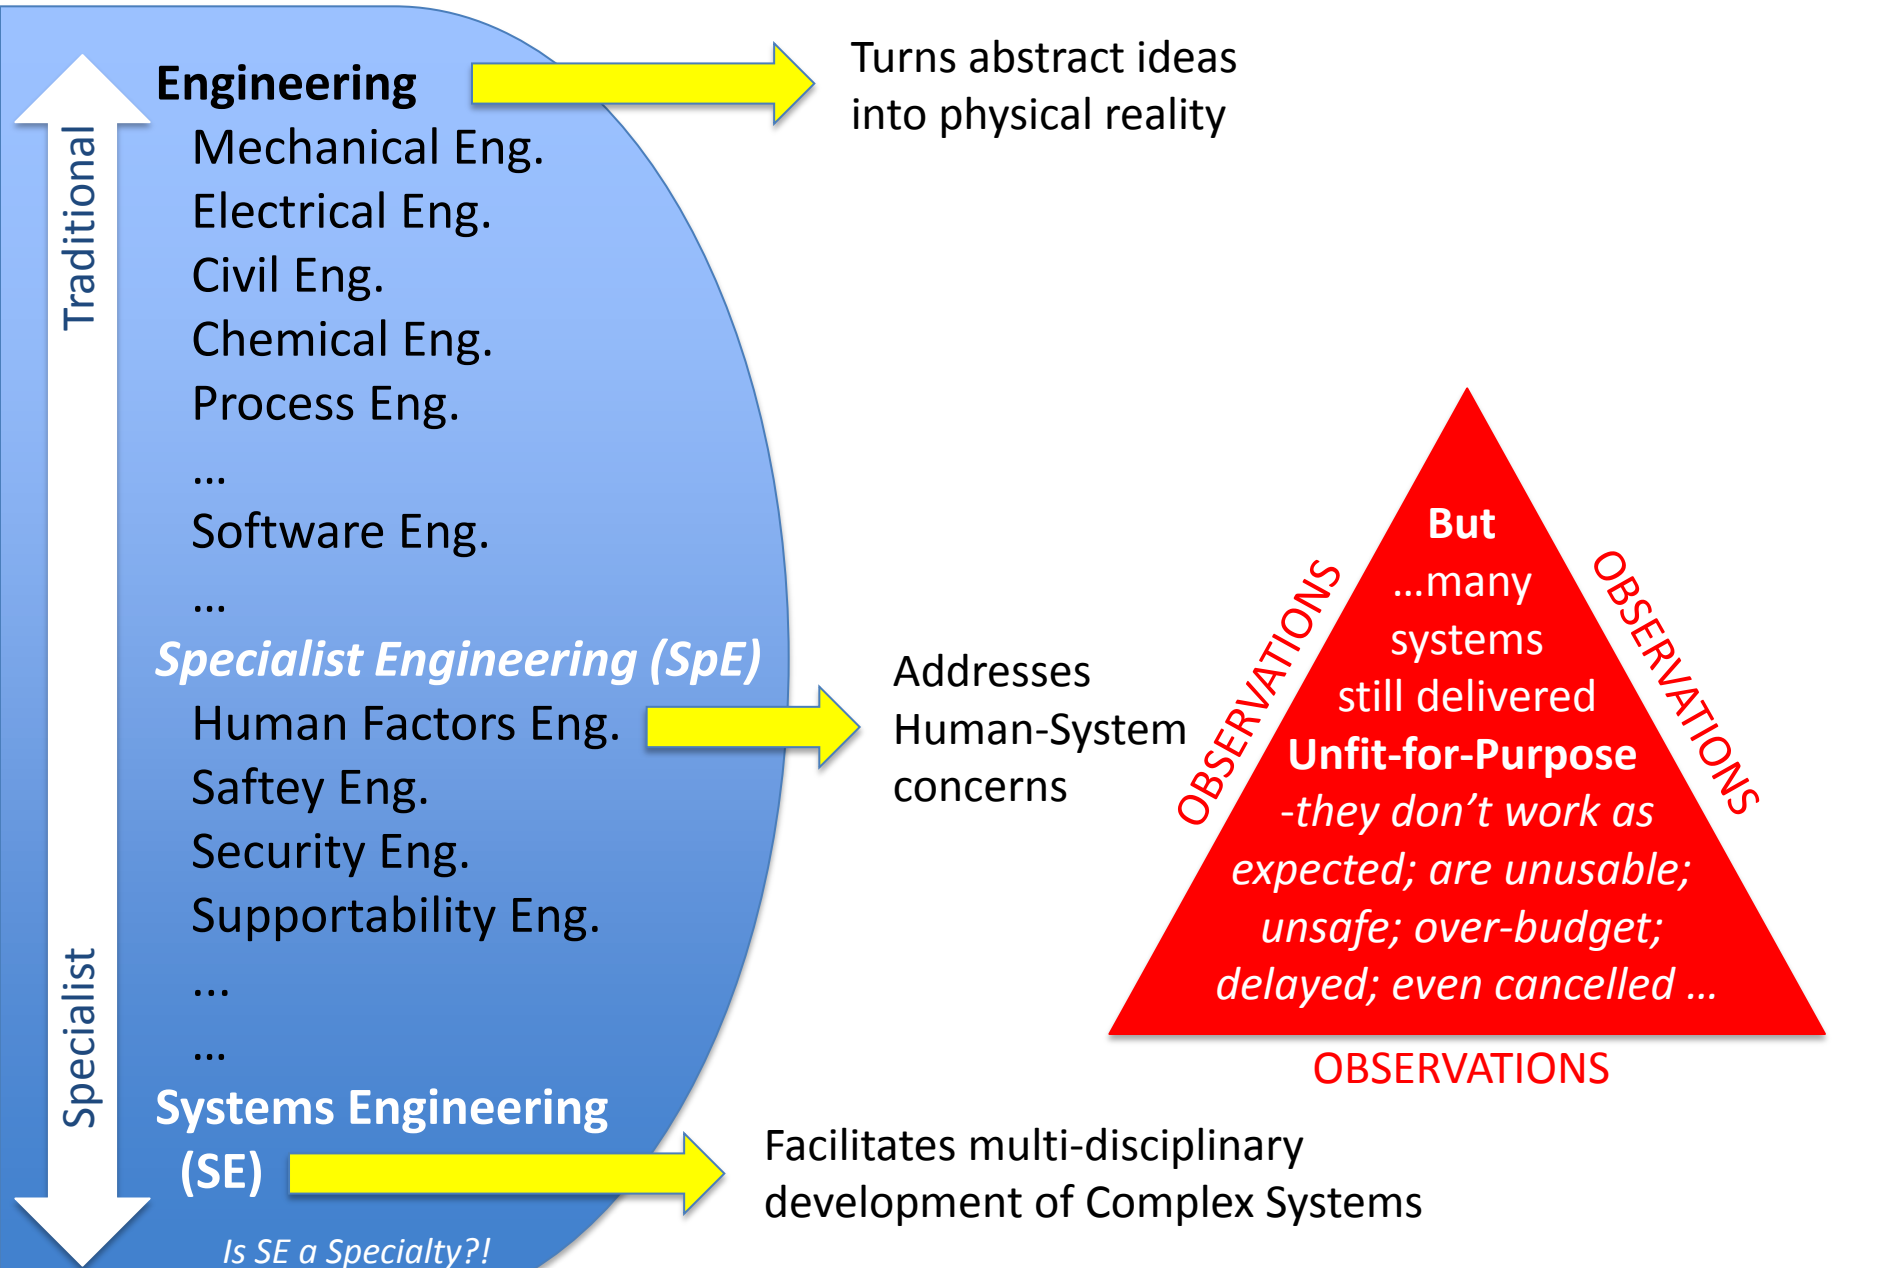 Traditional
Specialist
Engineering
Mechanical Eng.
Electrical Eng.
Civil Eng.
Chemical Eng.
Process Eng.
…
Software Eng.
…
Specialist Engineering (SpE)
Human Factors Eng.
Saftey Eng.
Security Eng.
Supportability Eng.
...
…
Systems Engineering
(SE)
Is SE a Specialty?!
Turns abstract ideas
into physical reality
Addresses
Human-System
concerns
Facilitates multi-disciplinary
development of Complex Systems
But
…many
systems
still delivered
Unfit-for-Purpose
-they don’t work as
expected; are unusable;
unsafe; over-budget;
delayed; even cancelled …
OBSERVATIONS
OBSERVATIONS
OBSERVATIONS